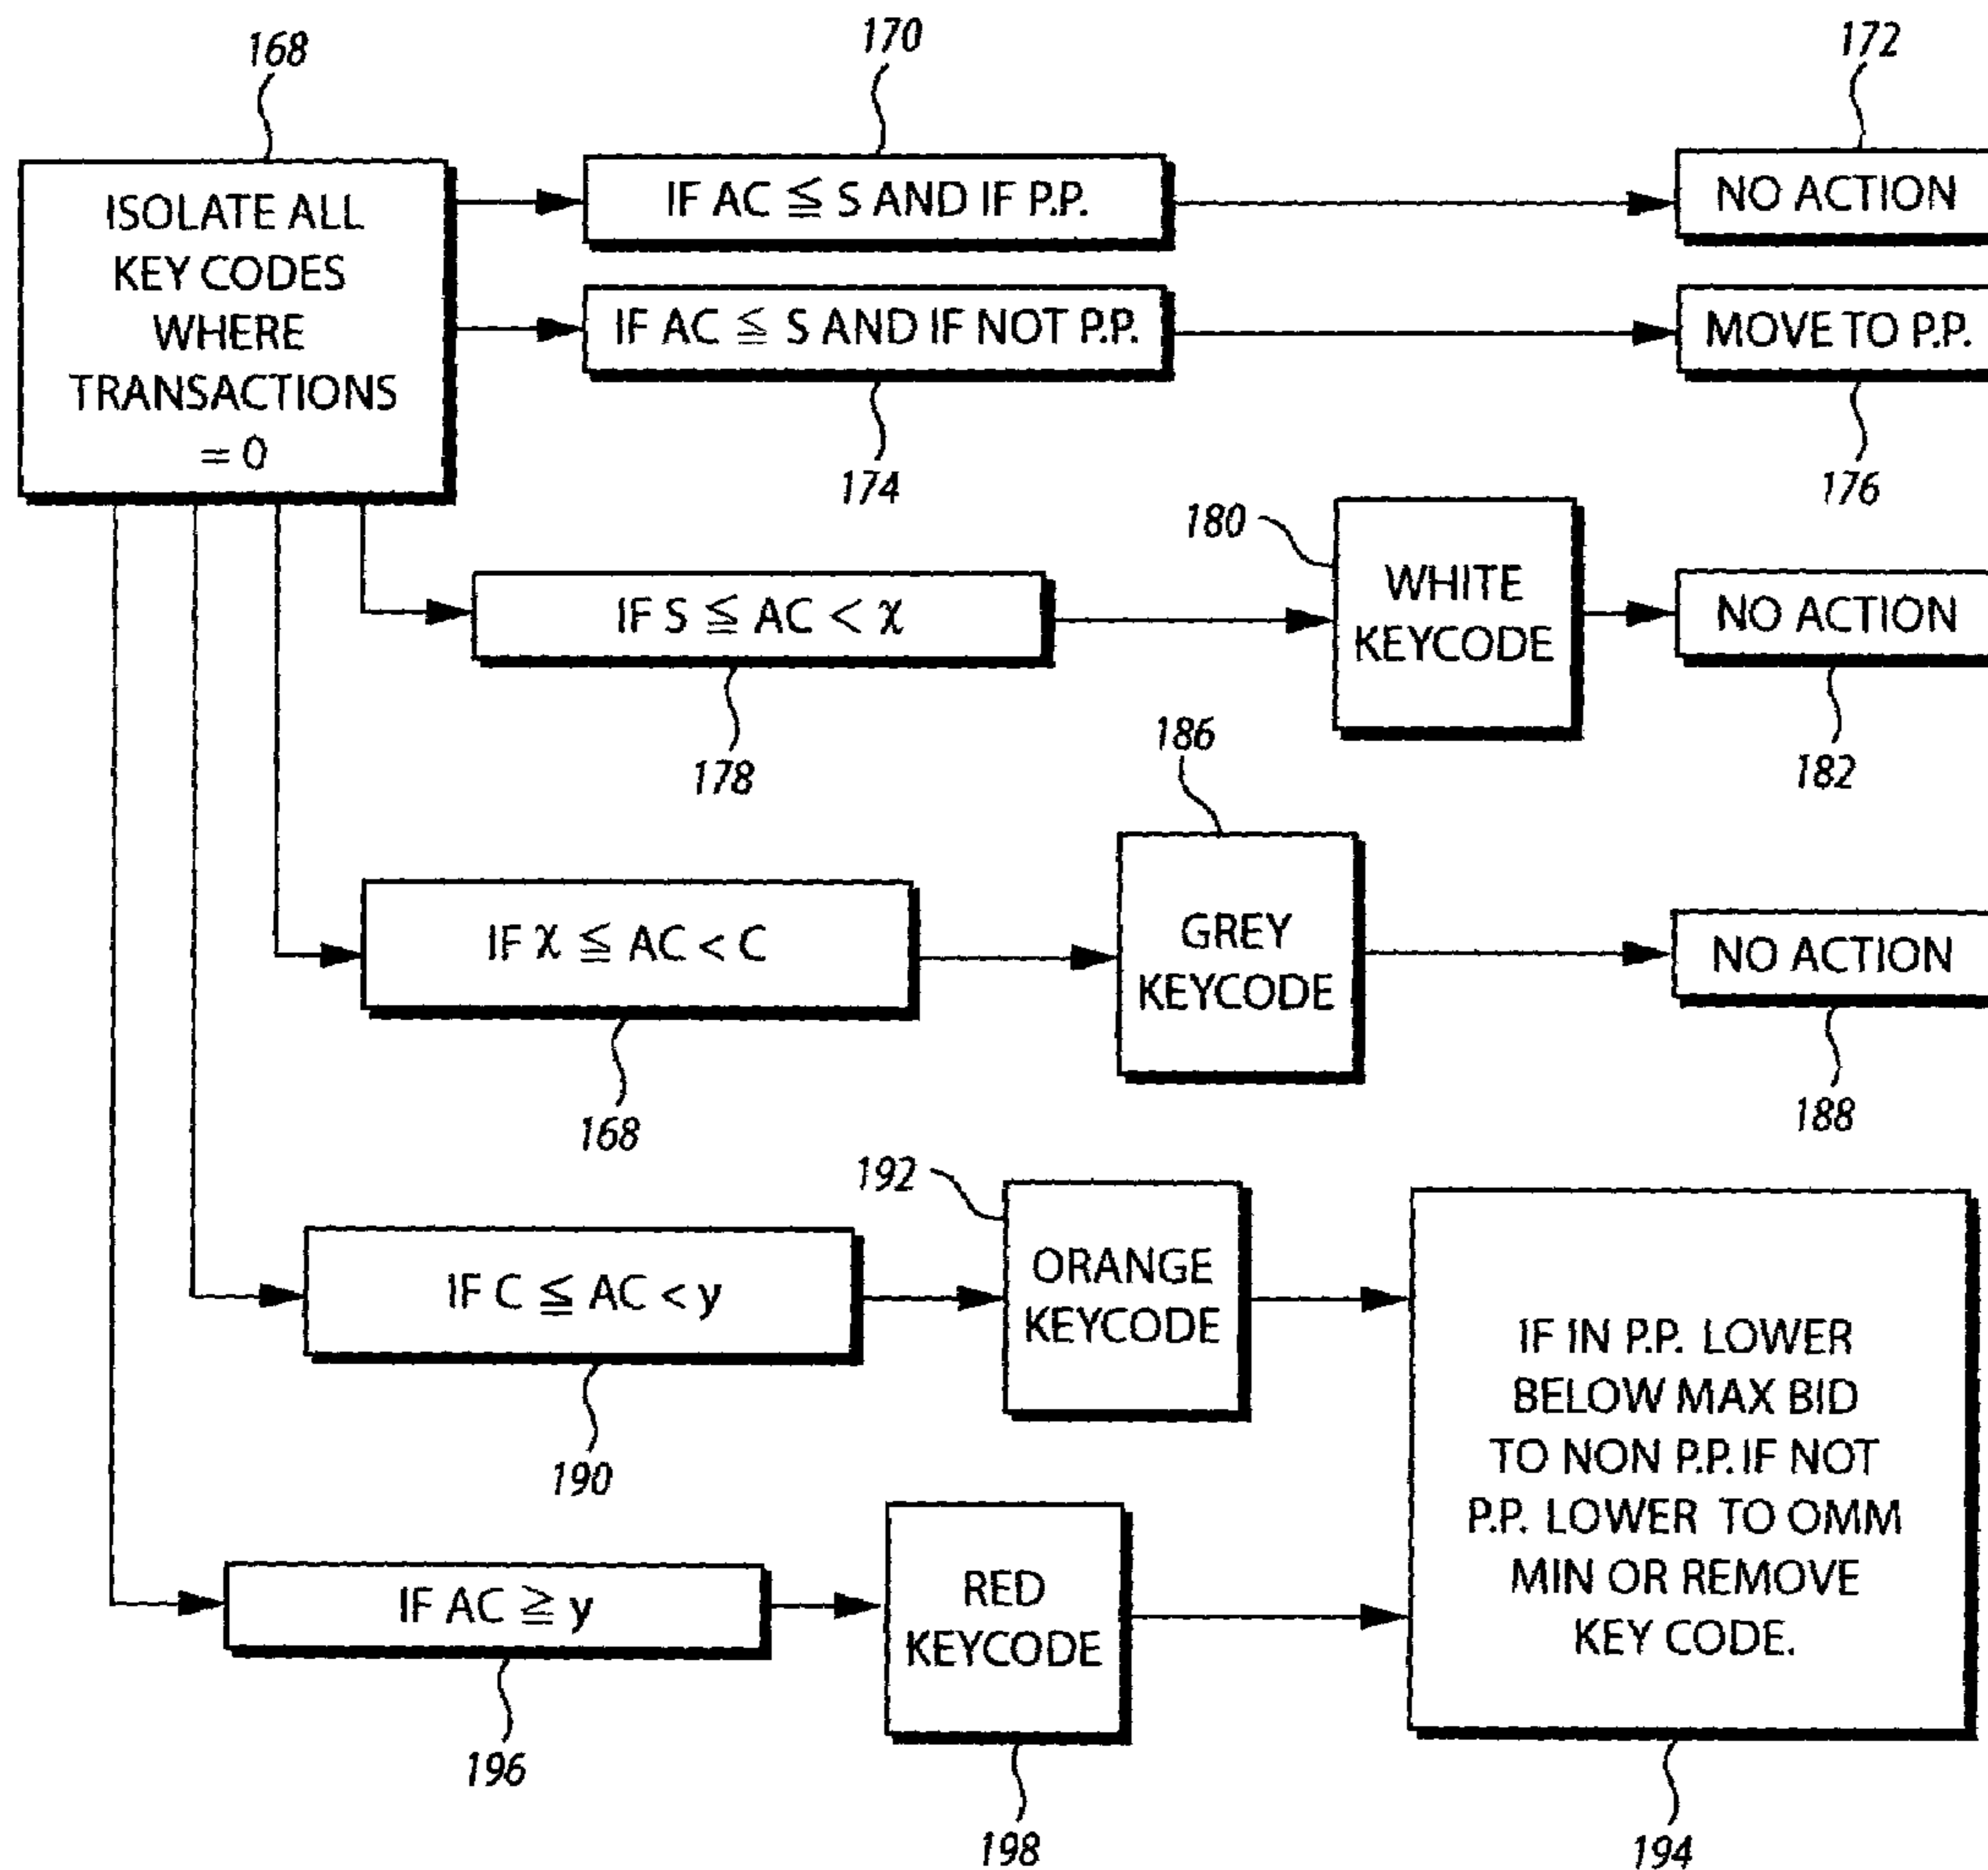 168
170
172
ISOLATE ALL
KEY CODES
WHERE
TRANSACTIONS
= 0
IF AC ≦ S AND IF P.P.
NO ACTION
IF AC ≦ S AND IF NOT P.P.
MOVE TO P.P.
174
176
180
IF S ≦ AC < χ
WHITE
KEYCODE
NO ACTION
178
182
186
IF χ ≦ AC < C
GREY
KEYCODE
NO ACTION
168
188
192
IF C ≦ AC < y
ORANGE
KEYCODE
190
IF AC ≧ y
RED
KEYCODE
196
198
IF IN P.P. LOWER
BELOW MAX BID
TO NON P.P. IF NOT
P.P. LOWER TO OMM
MIN OR REMOVE
KEY CODE.
194